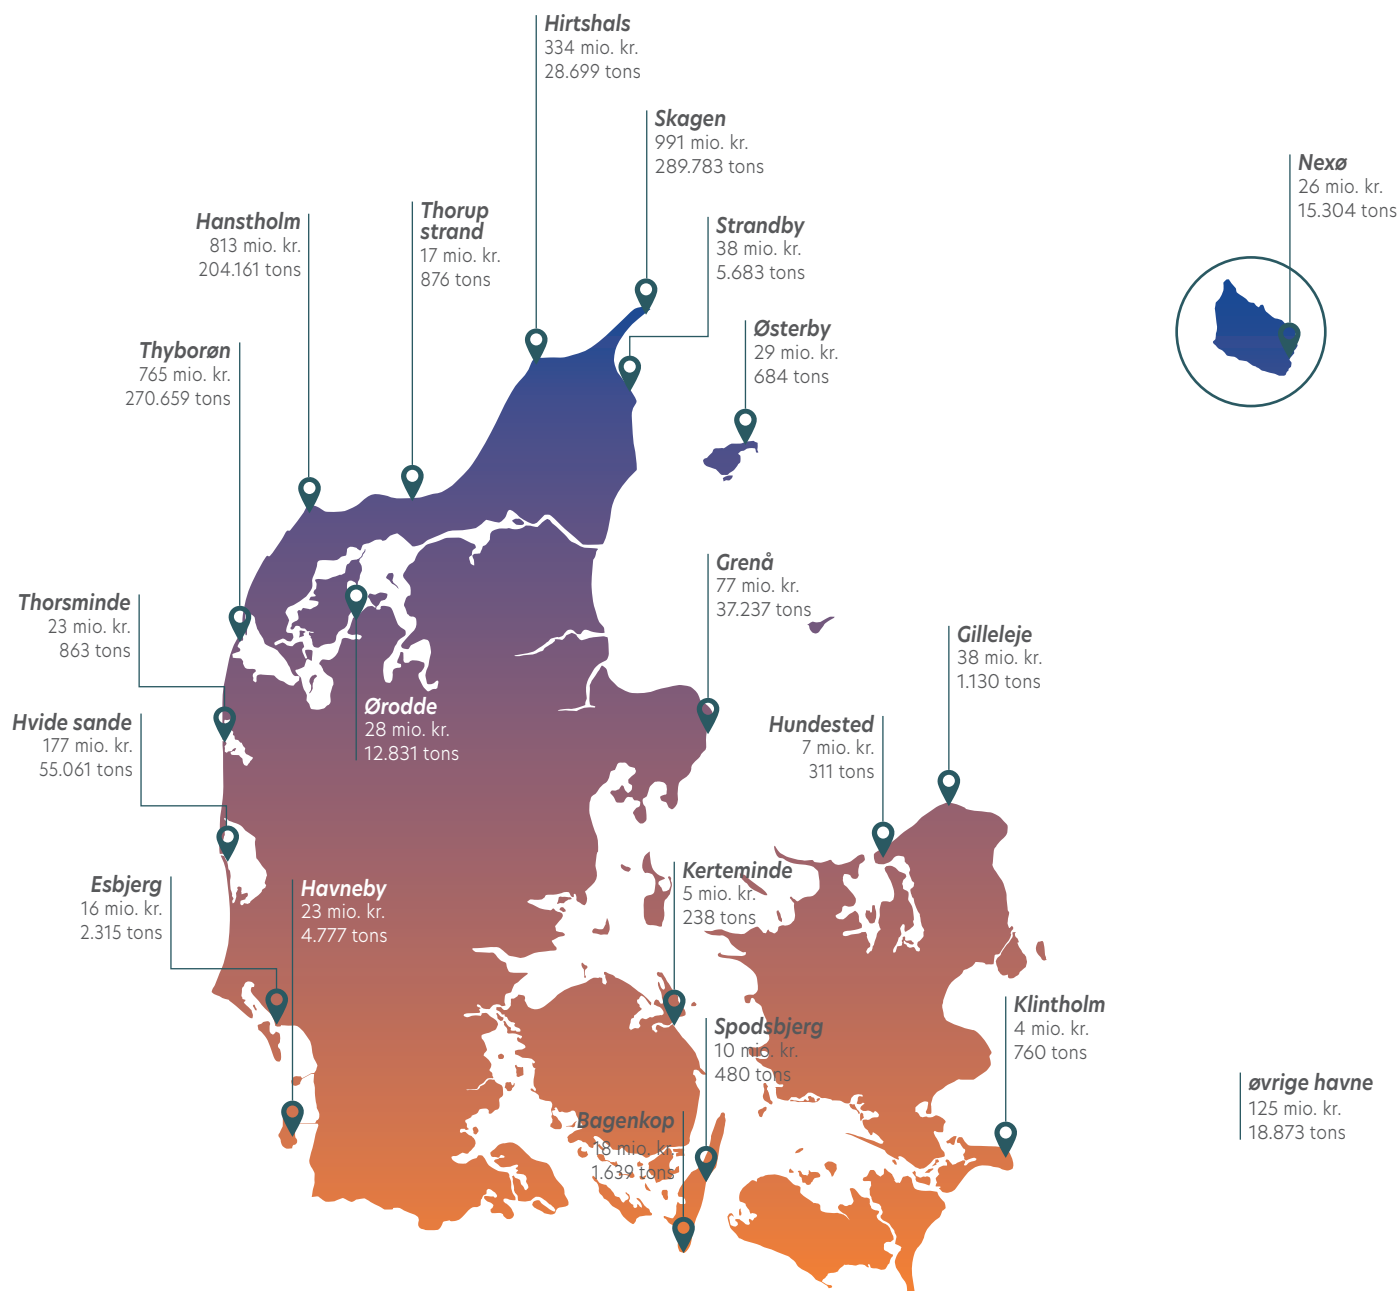 Hirtshals
334 mio. kr.
28.699 tons
Skagen
991 mio. kr.
289.783 tons
Nexø
26 mio. kr.
15.304 tons
Hanstholm
813 mio. kr.
204.161 tons
Thorup
strand
17 mio. kr.
876 tons
Strandby
38 mio. kr.
5.683 tons
Østerby
29 mio. kr.
684 tons
Thyborøn
765 mio. kr.
270.659 tons
Grenå
77 mio. kr.
37.237 tons
Thorsminde
23 mio. kr.
863 tons
Gilleleje
38 mio. kr.
1.130 tons
Ørodde
28 mio. kr.
12.831 tons
Hvide sande
177 mio. kr.
55.061 tons
Hundested
7 mio. kr.
311 tons
Kerteminde
5 mio. kr.
238 tons
Esbjerg
16 mio. kr.
2.315 tons
Havneby
23 mio. kr.
4.777 tons
Klintholm
4 mio. kr.
760 tons
Spodsbjerg
10 mio. kr.
480 tons
øvrige havne
125 mio. kr.
18.873 tons
Bagenkop
18 mio. kr.
1.639 tons